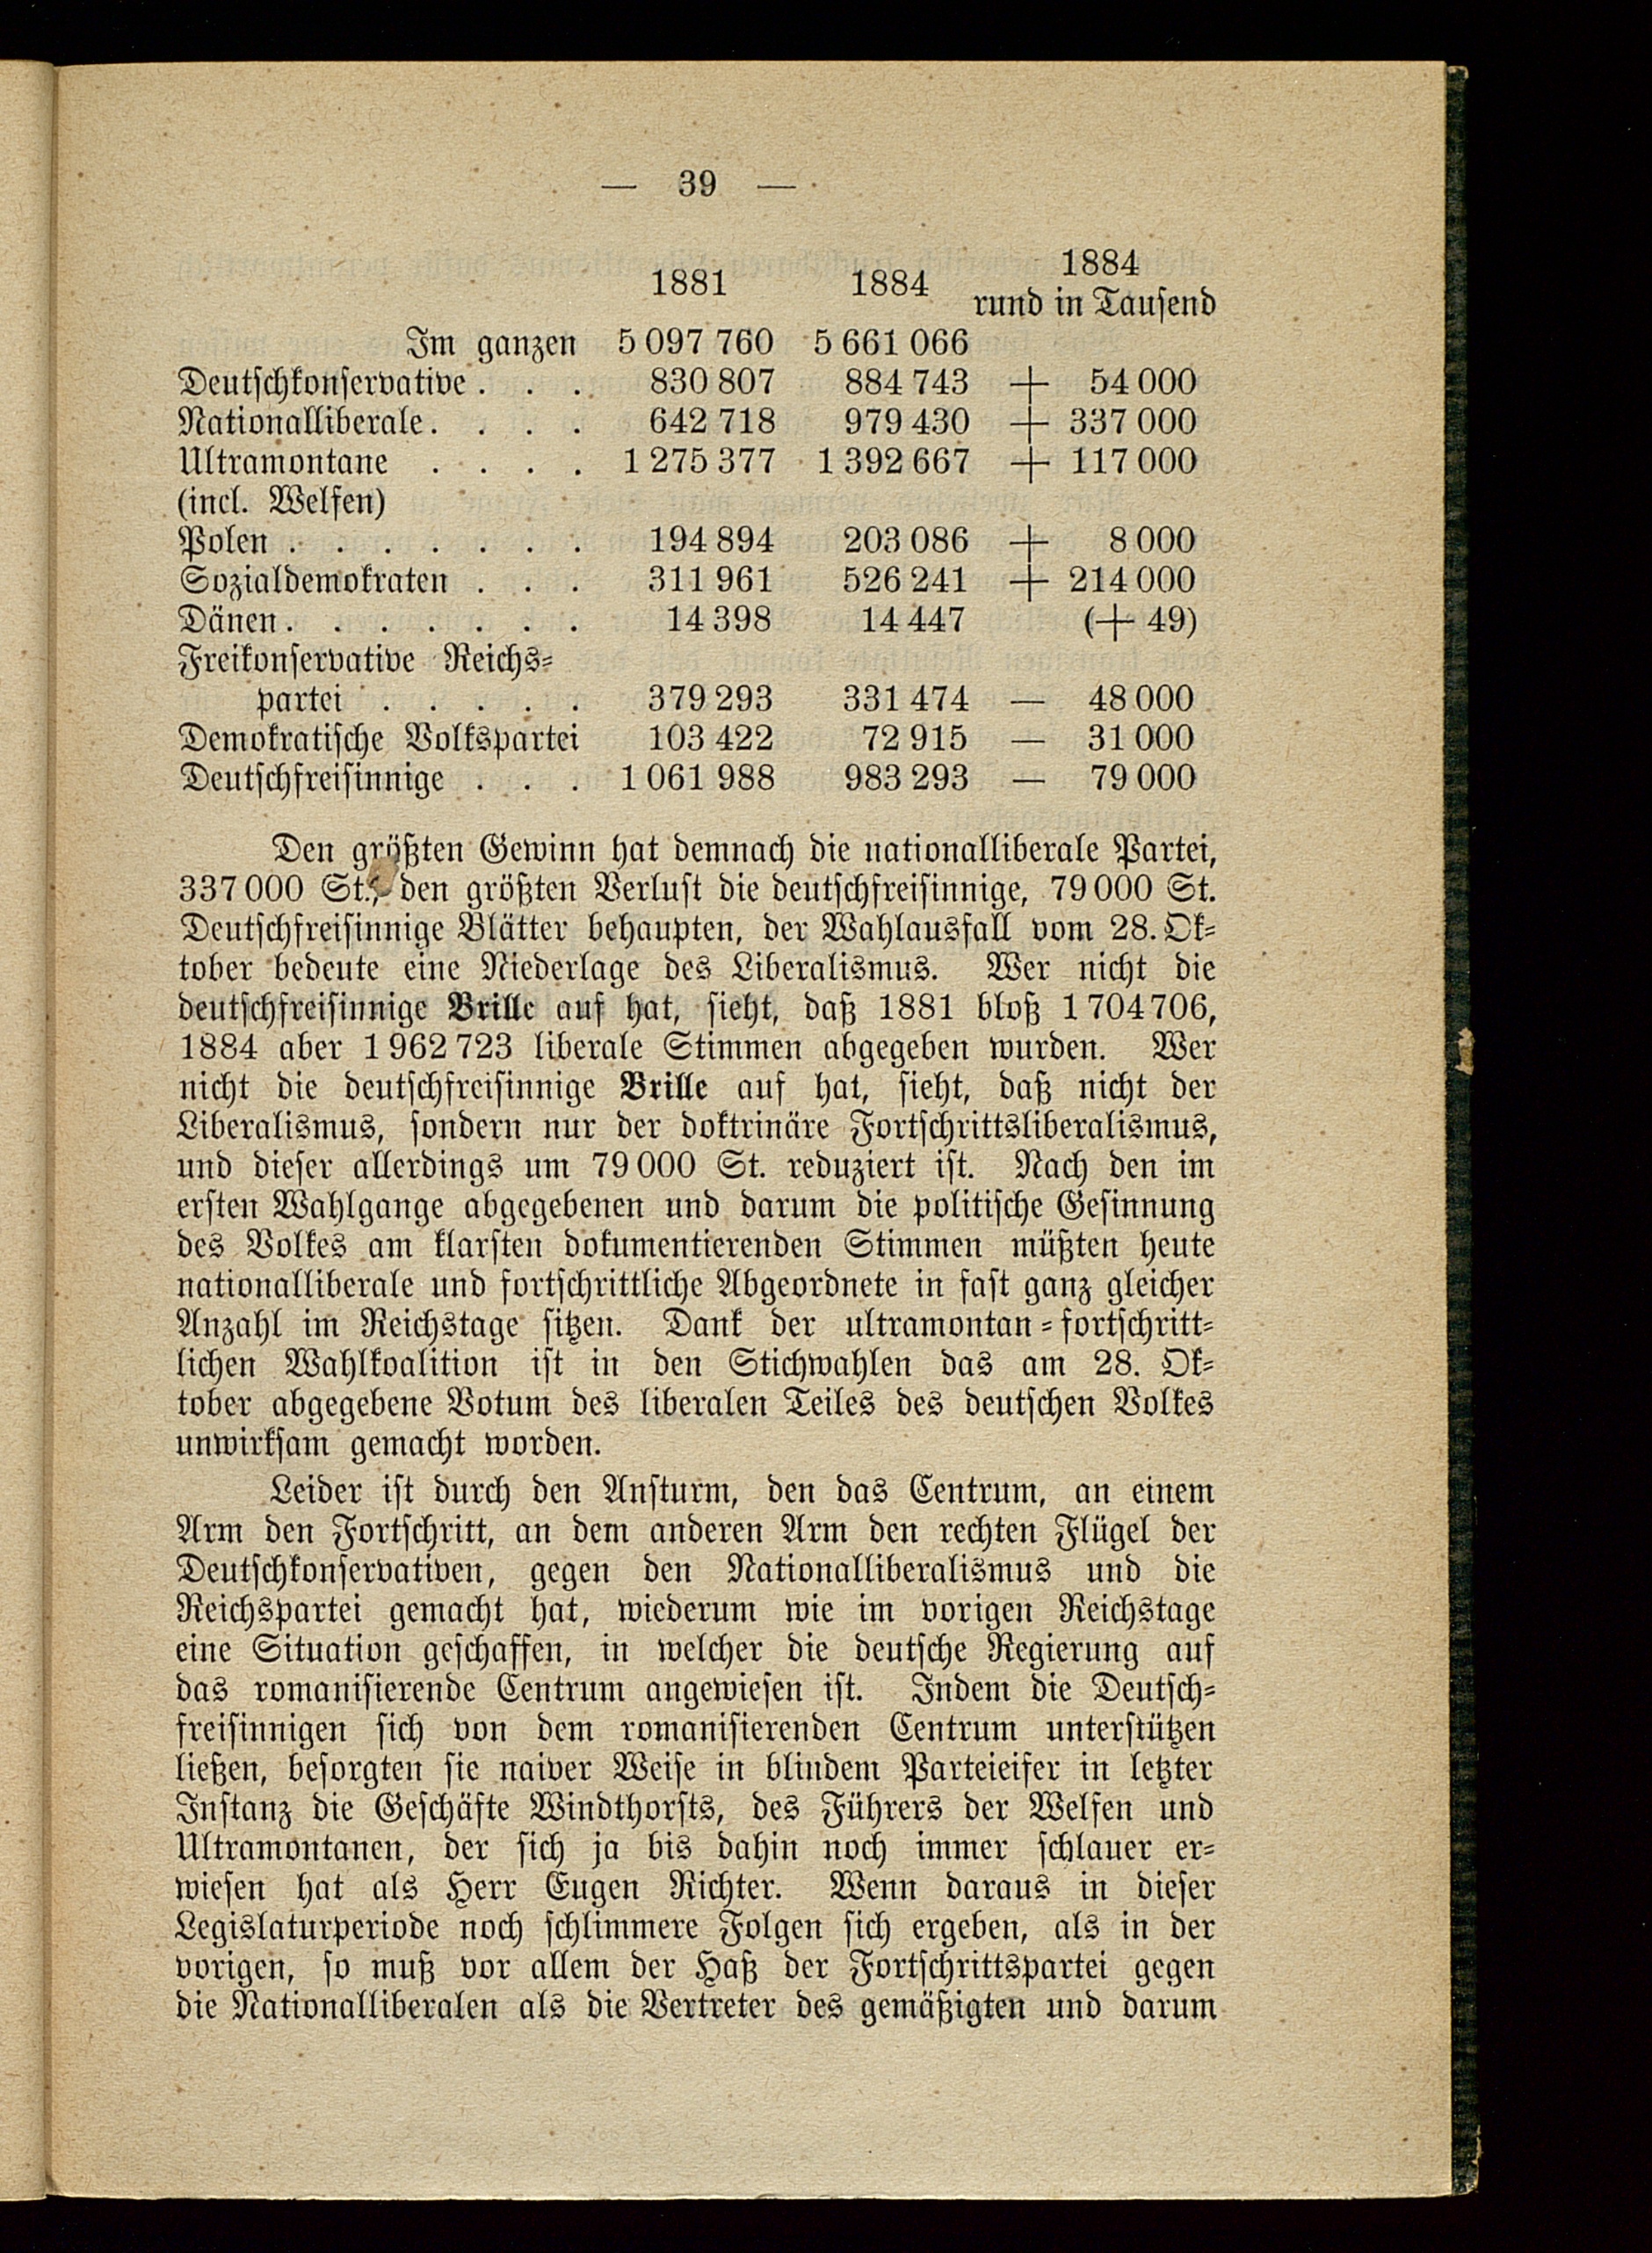 — 39 —
1881 1884 1884
rund in Tausend
Im ganzen 5 097 760 5 661 066
Deutschkonservative . . . 830 807 884 743 + 54 000
Nationalliberale . . . . 642 718 979 430 + 337 000
Ultramontane . . . . 1 275 377 1 392 667 + 117 000
(incl. Welfen)
Polen . . . . . . . 194 894 203 086 + 8 000
Sozialdemokraten . . . 311 961 526 241 + 214 000
Dänen . . . . . . . 14 398 14 447 (+ 49)
Freikonservative Reichs-
partei . . . . . 379 293 331 474 — 48 000
Demokratische Volkspartei 103 422 72 915 — 31 000
Deutschfreisinnige . . . 1 061 988 983 293 — 79 000
Den größten Gewinn hat demnach die nationalliberale Partei,
337 000 St., den größten Verlust die deutschfreisinnige, 79 000 St.
Deutschfreisinnige Blätter behaupten, der Wahlausfall vom 28. Ok-
tober bedeute eine Niederlage des Liberalismus. Wer nicht die
deutschfreisinnige Brille auf hat, sieht, daß 1881 bloß 1 704 706,
1884 aber 1 962 723 liberale Stimmen abgegeben wurden. Wer
nicht die deutschfreisinnige Brille auf hat, sieht, daß nicht der
Liberalismus, sondern nur der doktrinäre Fortschrittsliberalismus,
und dieser allerdings um 79 000 St. reduziert ist. Nach den im
ersten Wahlgange abgegebenen und darum die politische Gesinnung
des Volkes am klarsten dokumentierenden Stimmen müßten heute
nationalliberale und fortschrittliche Abgeordnete in fast ganz gleicher
Anzahl im Reichstage sitzen. Dank der ultramontan-fortschritt-
lichen Wahlkoalition ist in den Stichwahlen das am 28. Ok-
tober abgegebene Votum des liberalen Teiles des deutschen Volkes
unwirksam gemacht worden.
Leider ist durch den Ansturm, den das Centrum, an einem
Arm den Fortschritt, an dem anderen Arm den rechten Flügel der
Deutschkonservativen, gegen den Nationalliberalismus und die
Reichspartei gemacht hat, wiederum wie im vorigen Reichstage
eine Situation geschaffen, in welcher die deutsche Regierung auf
das romanisierende Centrum angewiesen ist. Indem die Deutsch-
freisinnigen sich von dem romanisierenden Centrum unterstützen
ließen, besorgten sie naiver Weise in blindem Parteieifer in letzter
Instanz die Geschäfte Windthorsts, des Führers der Welfen und
Ultramontanen, der sich ja bis dahin noch immer schlauer er-
wiesen hat als Herr Eugen Richter. Wenn daraus in dieser
Legislaturperiode noch schlimmere Folgen sich ergeben, als in der
vorigen, so muß vor allem der Haß der Fortschrittspartei gegen
die Nationalliberalen als die Vertreter des gemäßigten und darum